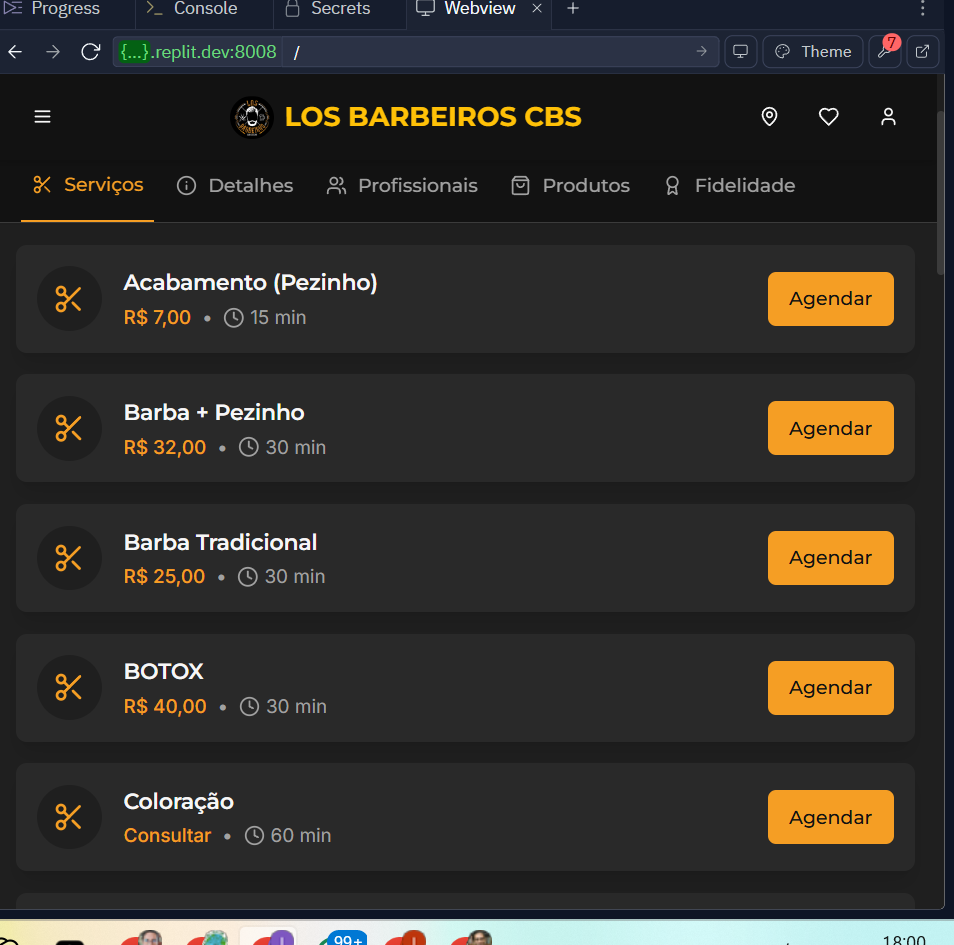 Progress Console Secrets Webview
{...}.replit.dev:8008 / Theme 7
LOS BARBEIROS CBS
Serviços Detalhes Profissionais Produtos Fidelidade
Acabamento (Pezinho)
R$ 7,00 • 15 min
Agendar
Barba + Pezinho
R$ 32,00 • 30 min
Agendar
Barba Tradicional
R$ 25,00 • 30 min
Agendar
BOTOX
R$ 40,00 • 30 min
Agendar
Coloração
Consultar • 60 min
Agendar
99+
18:00